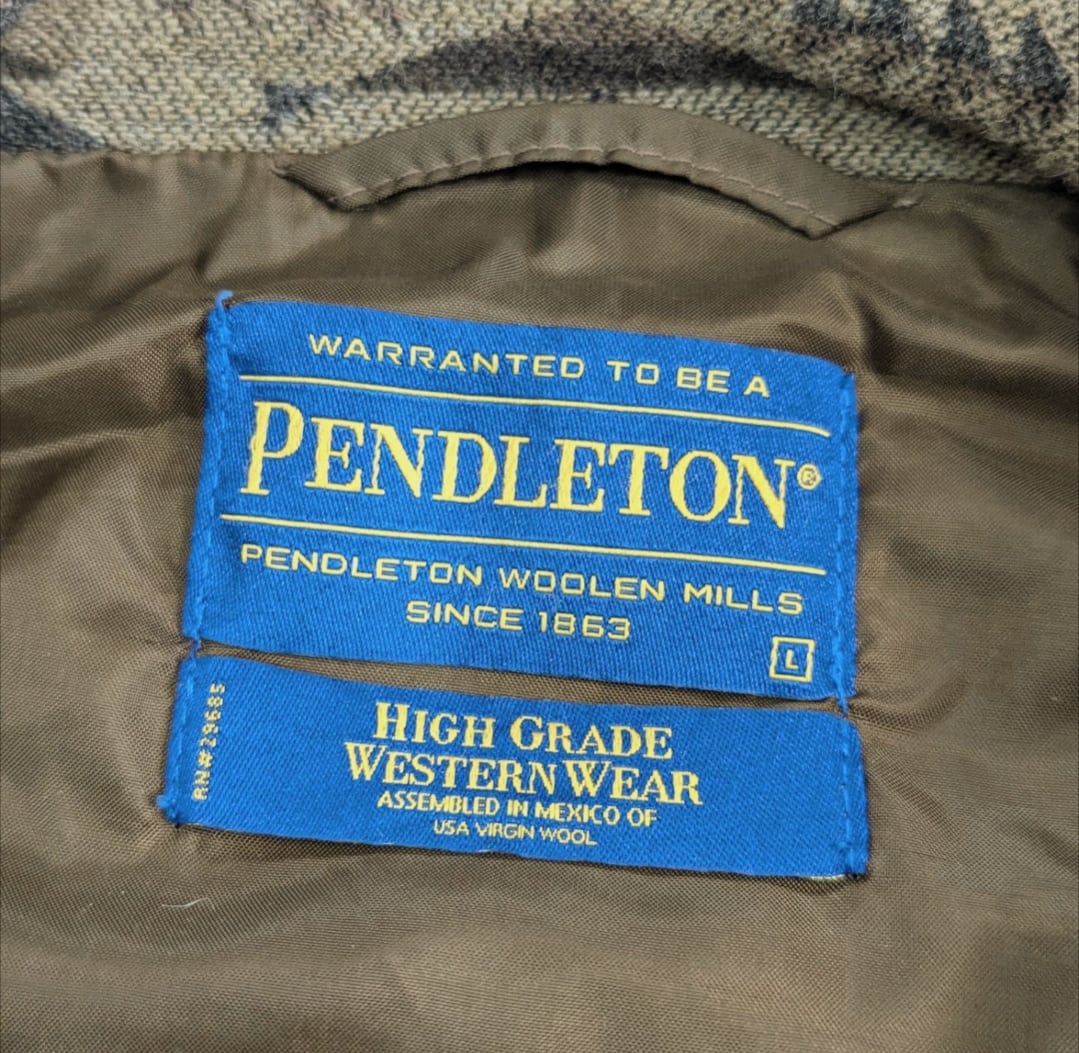 WARRANTED TO BE A
PENDLETON®
PENDLETON WOOLEN MILLS
SINCE 1863
L
RN#29685
HIGH GRADE
WESTERN WEAR
ASSEMBLED IN MEXICO OF
USA VIRGIN WOOL